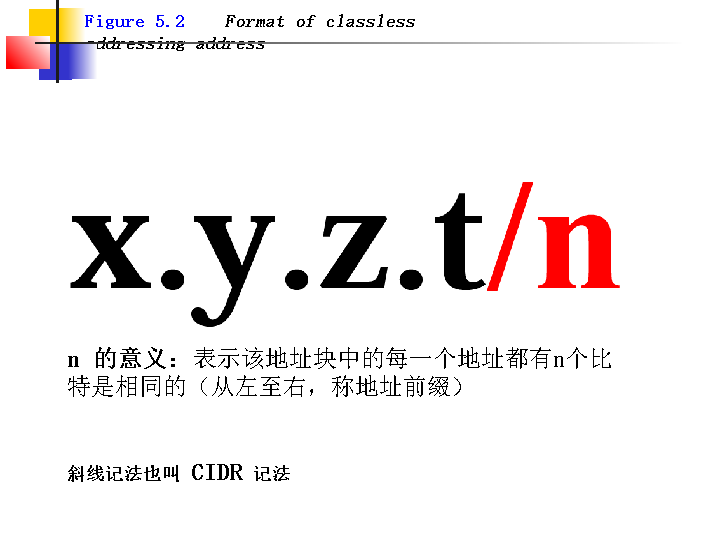 Figure 5.2 Format of classless
addressing address
x.y.z.t/n
n 的意义：表示该地址块中的每一个地址都有n个比
特是相同的（从左至右，称地址前缀）
斜线记法也叫 CIDR 记法